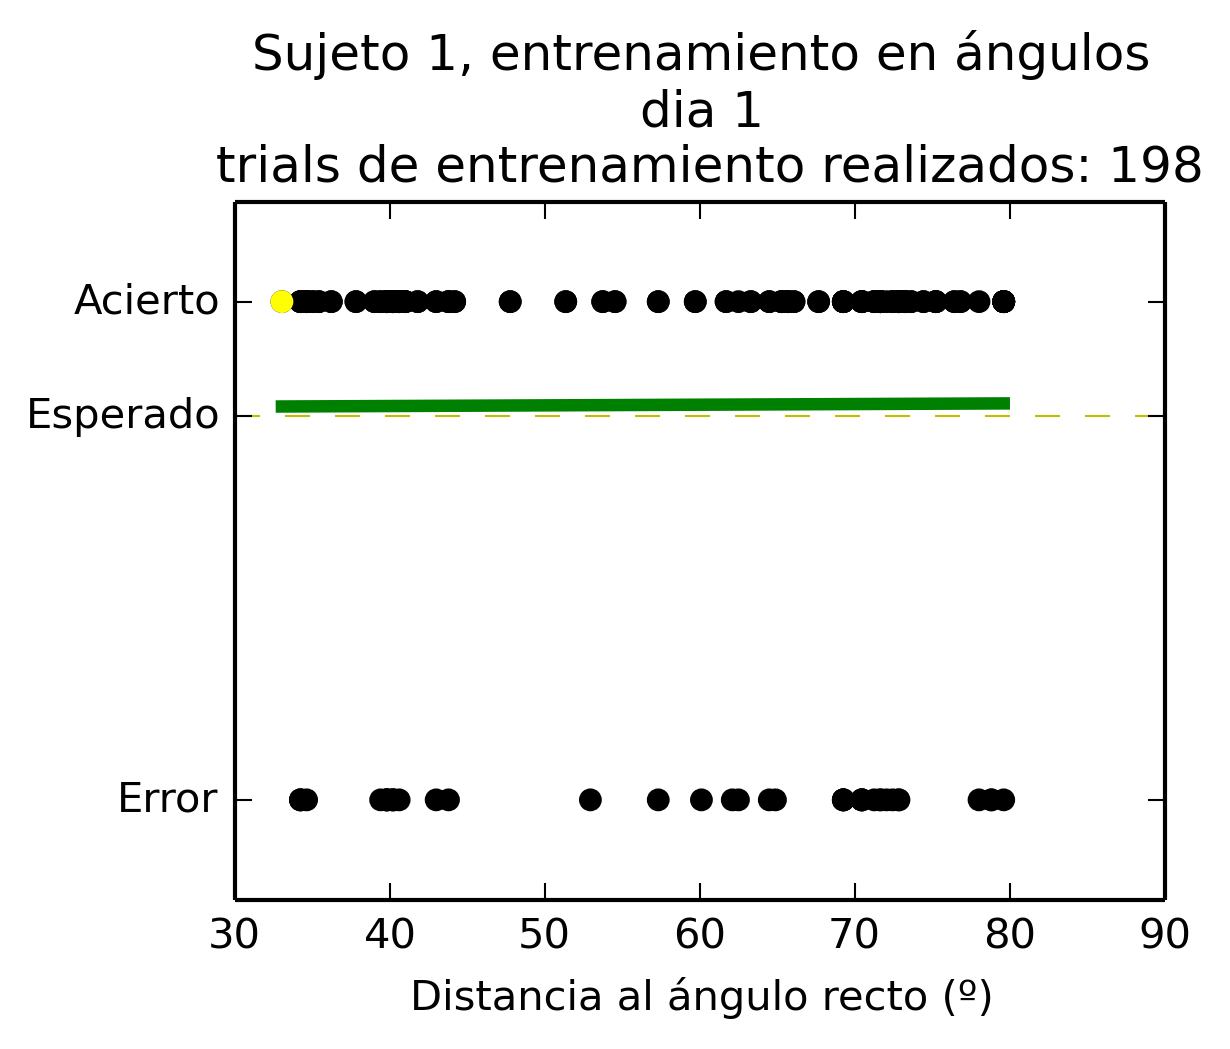 Sujeto 1, entrenamiento en ángulos
dia 1
trials de entrenamiento realizados: 198
Acierto
Esperado
Error
30 40 50 60 70 80 90
Distancia al ángulo recto (º)